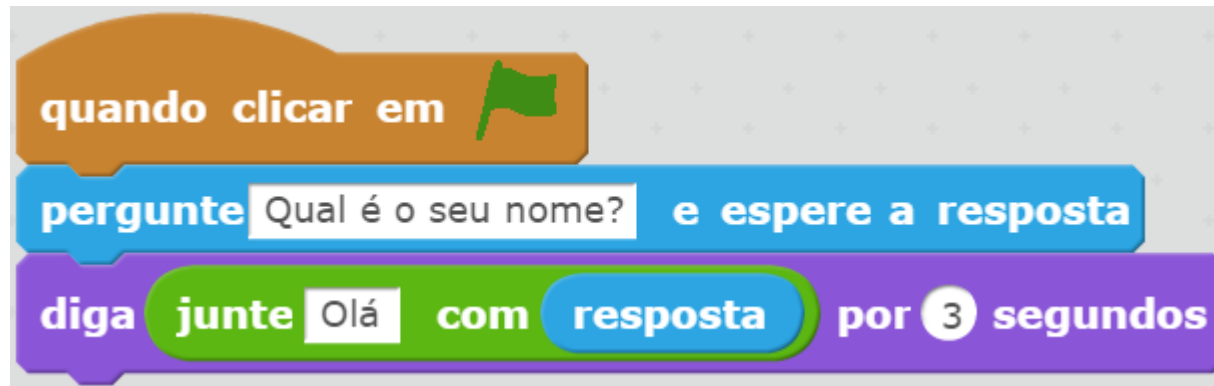 quando clicar em
pergunte Qual é o seu nome? e espere a resposta
diga junte Olá com resposta por 3 segundos